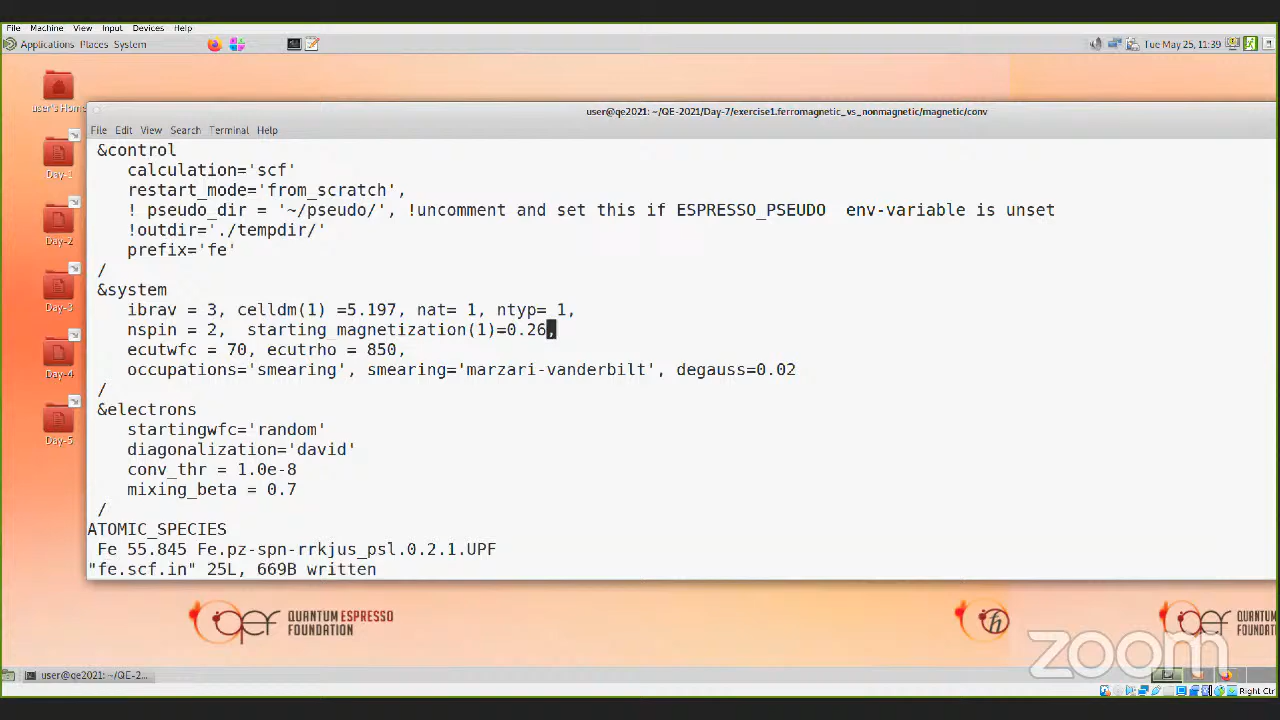 File Machine View Input Devices Help
Applications Places System
Tue May 25, 11:39
user's Home
Day-1
Day-2
Day-3
Day-4
Day-5
user@qe2021: ~/QE-2021/Day-7/exercise1.ferromagnetic_vs_nonmagnetic/magnetic/conv
File Edit View Search Terminal Help
&control
calculation='scf'
restart_mode='from_scratch',
! pseudo_dir = '~/pseudo/', !uncomment and set this if ESPRESSO_PSEUDO env-variable is unset
!outdir='./tempdir/'
prefix='fe'
/
&system
ibrav = 3, celldm(1) =5.197, nat= 1, ntyp= 1,
nspin = 2, starting_magnetization(1)=0.26,
ecutwfc = 70, ecutrho = 850,
occupations='smearing', smearing='marzari-vanderbilt', degauss=0.02
/
&electrons
startingwfc='random'
diagonalization='david'
conv_thr = 1.0e-8
mixing_beta = 0.7
/
ATOMIC_SPECIES
Fe 55.845 Fe.pz-spn-rrkjus_psl.0.2.1.UPF
"fe.scf.in" 25L, 669B written
QUANTUM ESPRESSO
FOUNDATION
ħ
QUANTUM
FOUNDAT
zoom
user@qe2021: ~/QE-2...
Right Ctrl